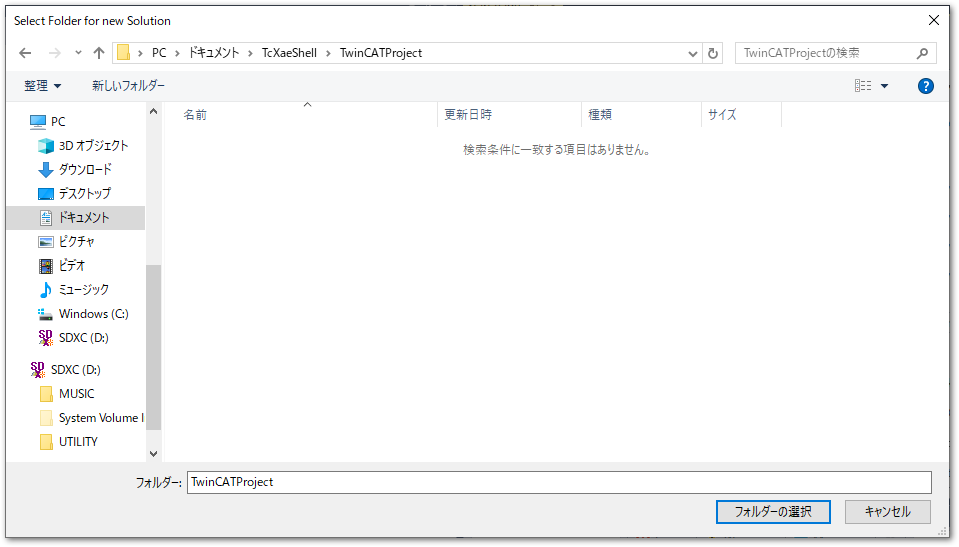 Select Folder for new Solution
PC › ドキュメント › TcXaeShell › TwinCATProject
TwinCATProjectの検索
整理 新しいフォルダー
名前 更新日時 種類 サイズ
検索条件に一致する項目はありません。
PC
3D オブジェクト
ダウンロード
デスクトップ
ドキュメント
ピクチャ
ビデオ
ミュージック
Windows (C:)
SDXC (D:)
SDXC (D:)
MUSIC
System Volume I
UTILITY
フォルダー: TwinCATProject
フォルダーの選択 キャンセル